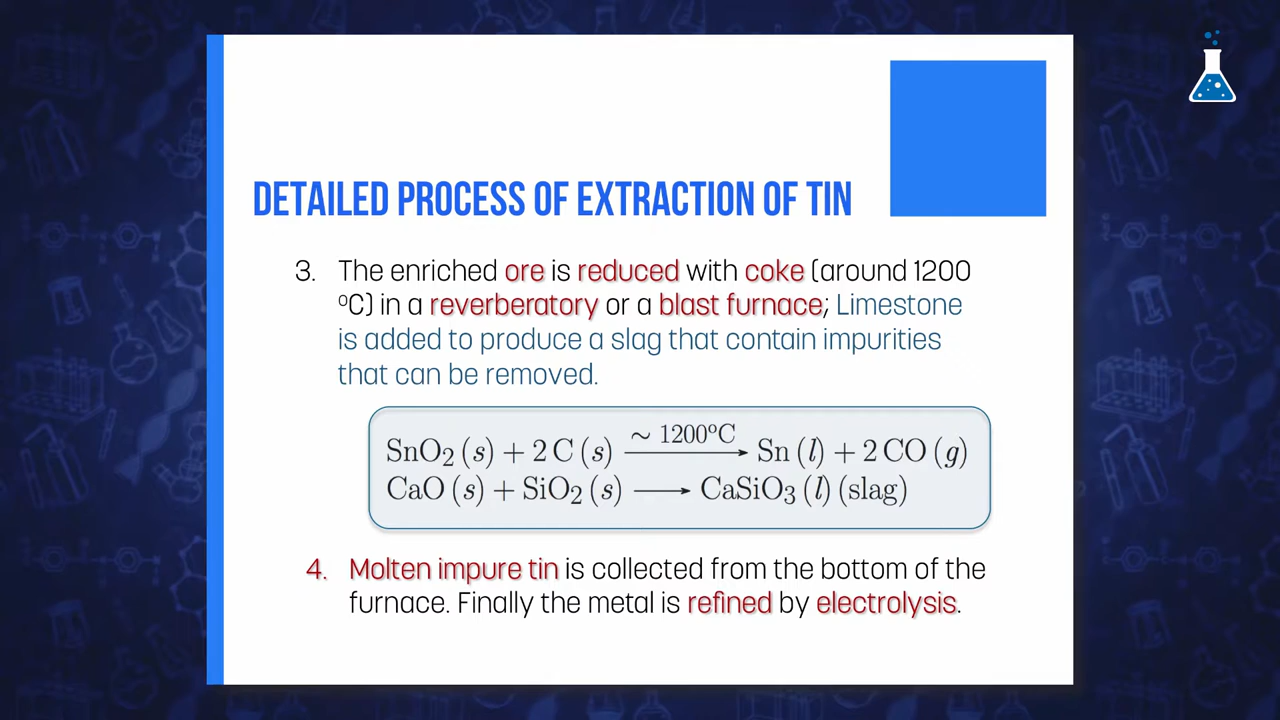 DETAILED PROCESS OF EXTRACTION OF TIN
3. The enriched ore is reduced with coke (around 1200
ºC) in a reverberatory or a blast furnace; Limestone
is added to produce a slag that contain impurities
that can be removed.
SnO₂ (s) + 2 C (s) ⟶ Sn (l) + 2 CO (g)
∼ 1200ºC
CaO (s) + SiO₂ (s) ⟶ CaSiO₃ (l) (slag)
4. Molten impure tin is collected from the bottom of the
furnace. Finally the metal is refined by electrolysis.